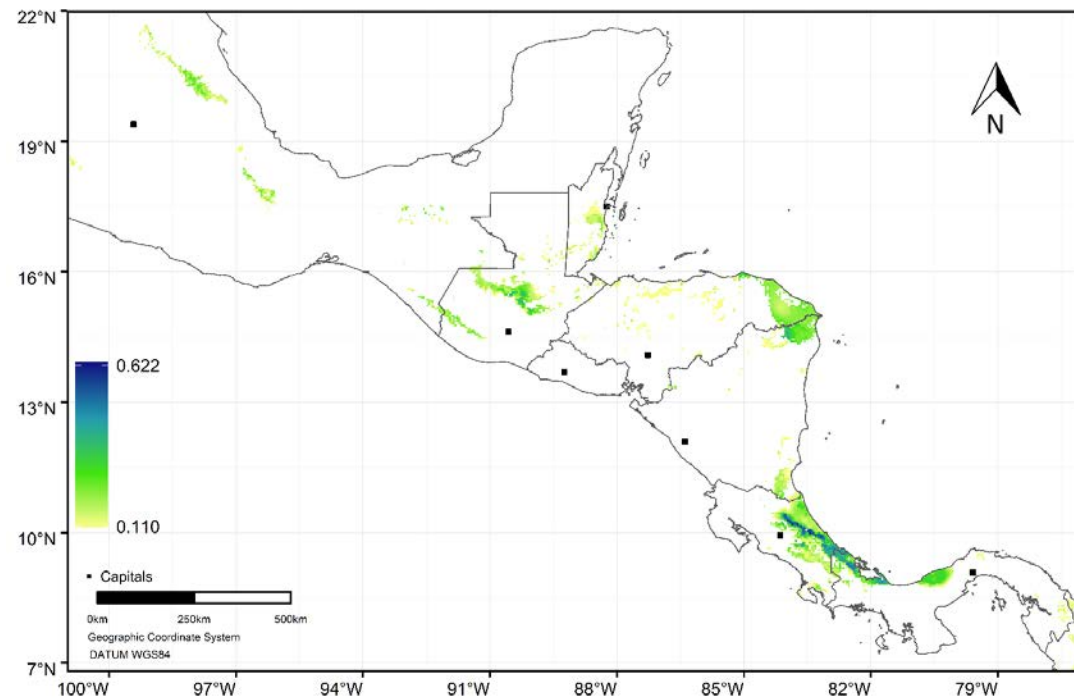 22°N
19°N
16°N
13°N
10°N
7°N
N
0.622
0.110
Capitals
0km 250km 500km
Geographic Coordinate System
DATUM WGS84
100°W 97°W 94°W 91°W 88°W 85°W 82°W 79°W